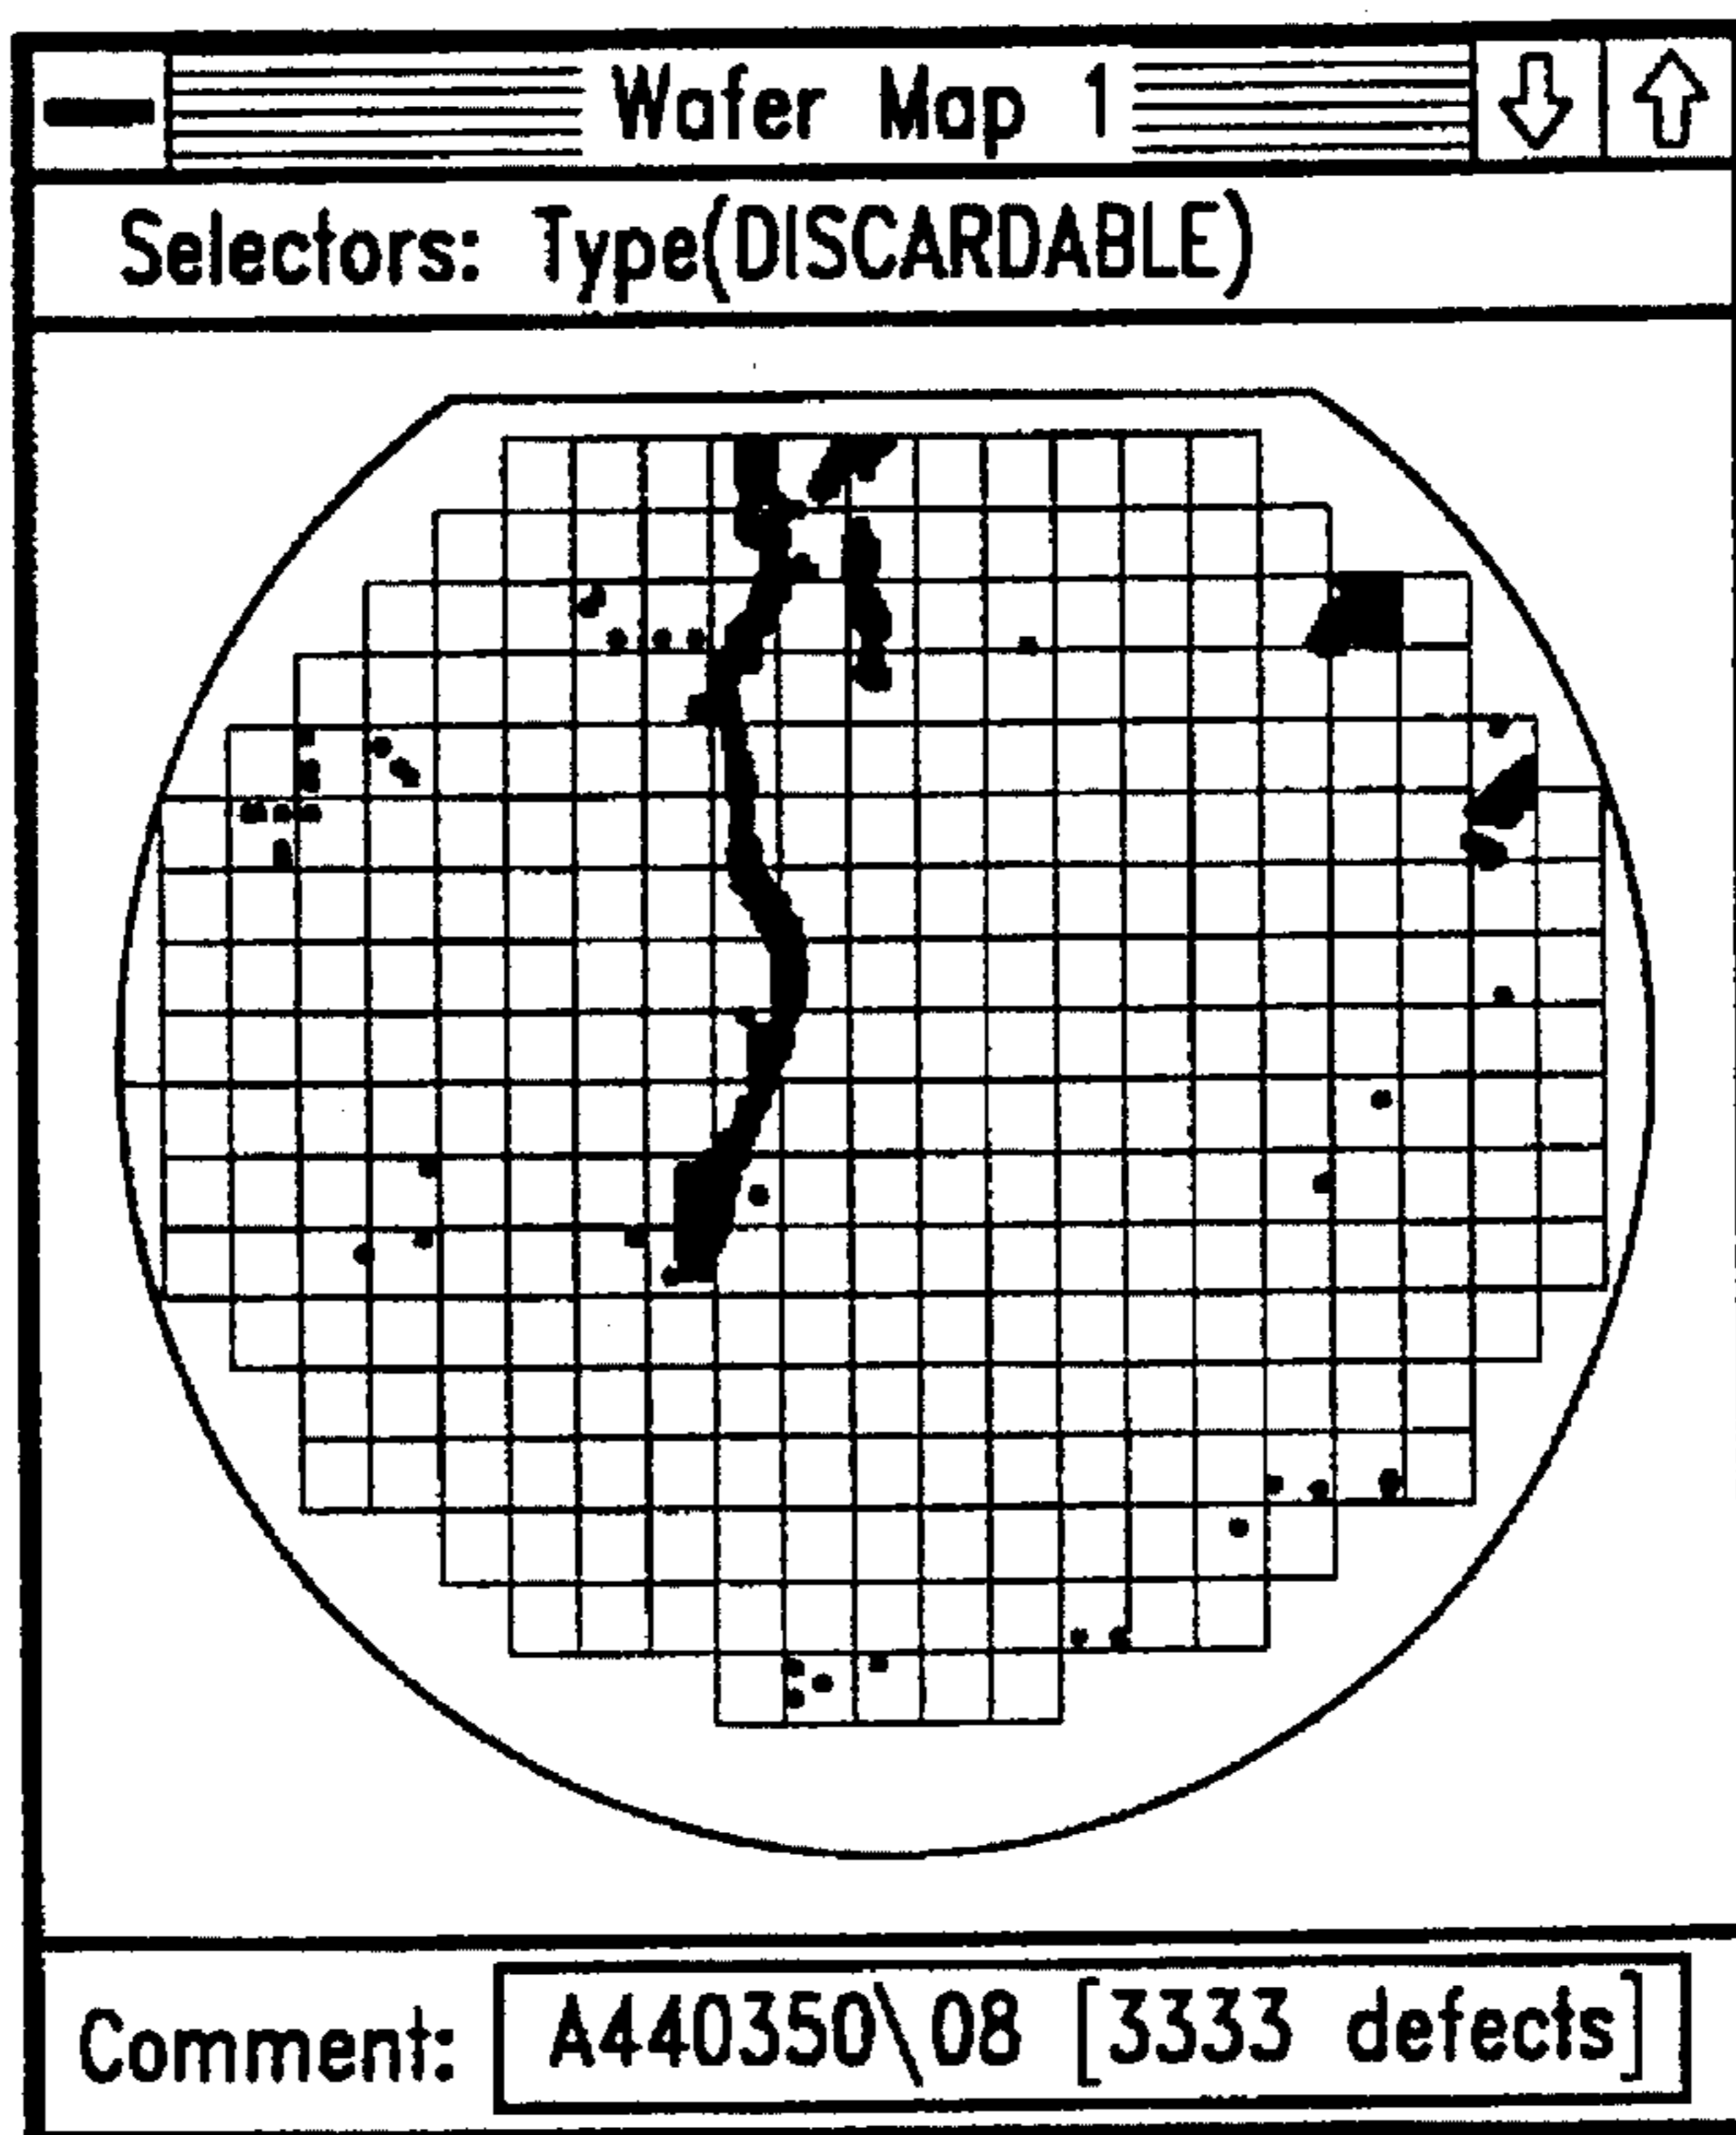 Wafer Map 1
Selectors: Type(DISCARDABLE)
Comment: A440350\08 [3333 defects]